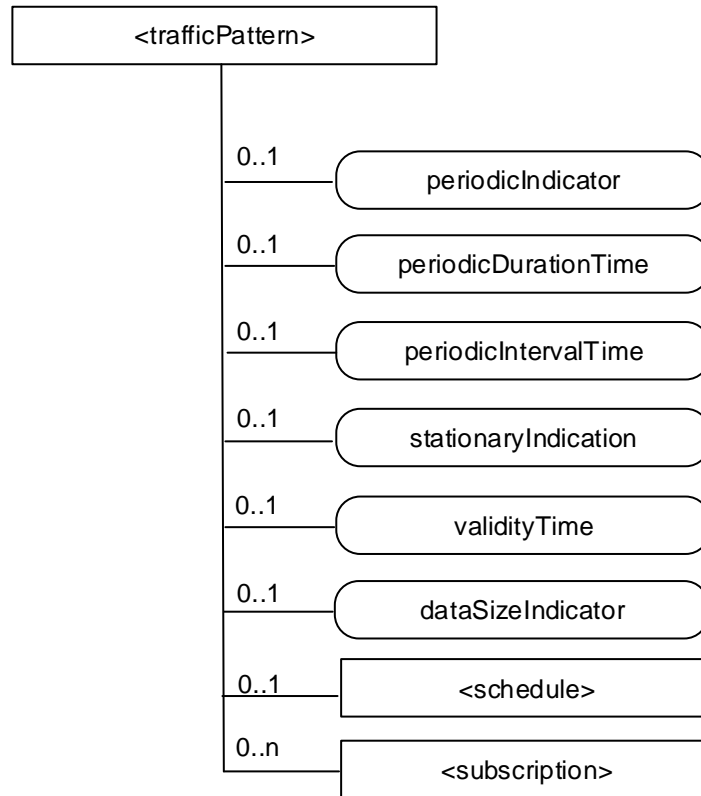 <trafficPattern>
0..1
periodicIndicator
0..1
periodicDurationTime
0..1
periodicIntervalTime
0..1
stationaryIndication
0..1
validityTime
0..1
dataSizeIndicator
0..1
<schedule>
0..n
<subscription>